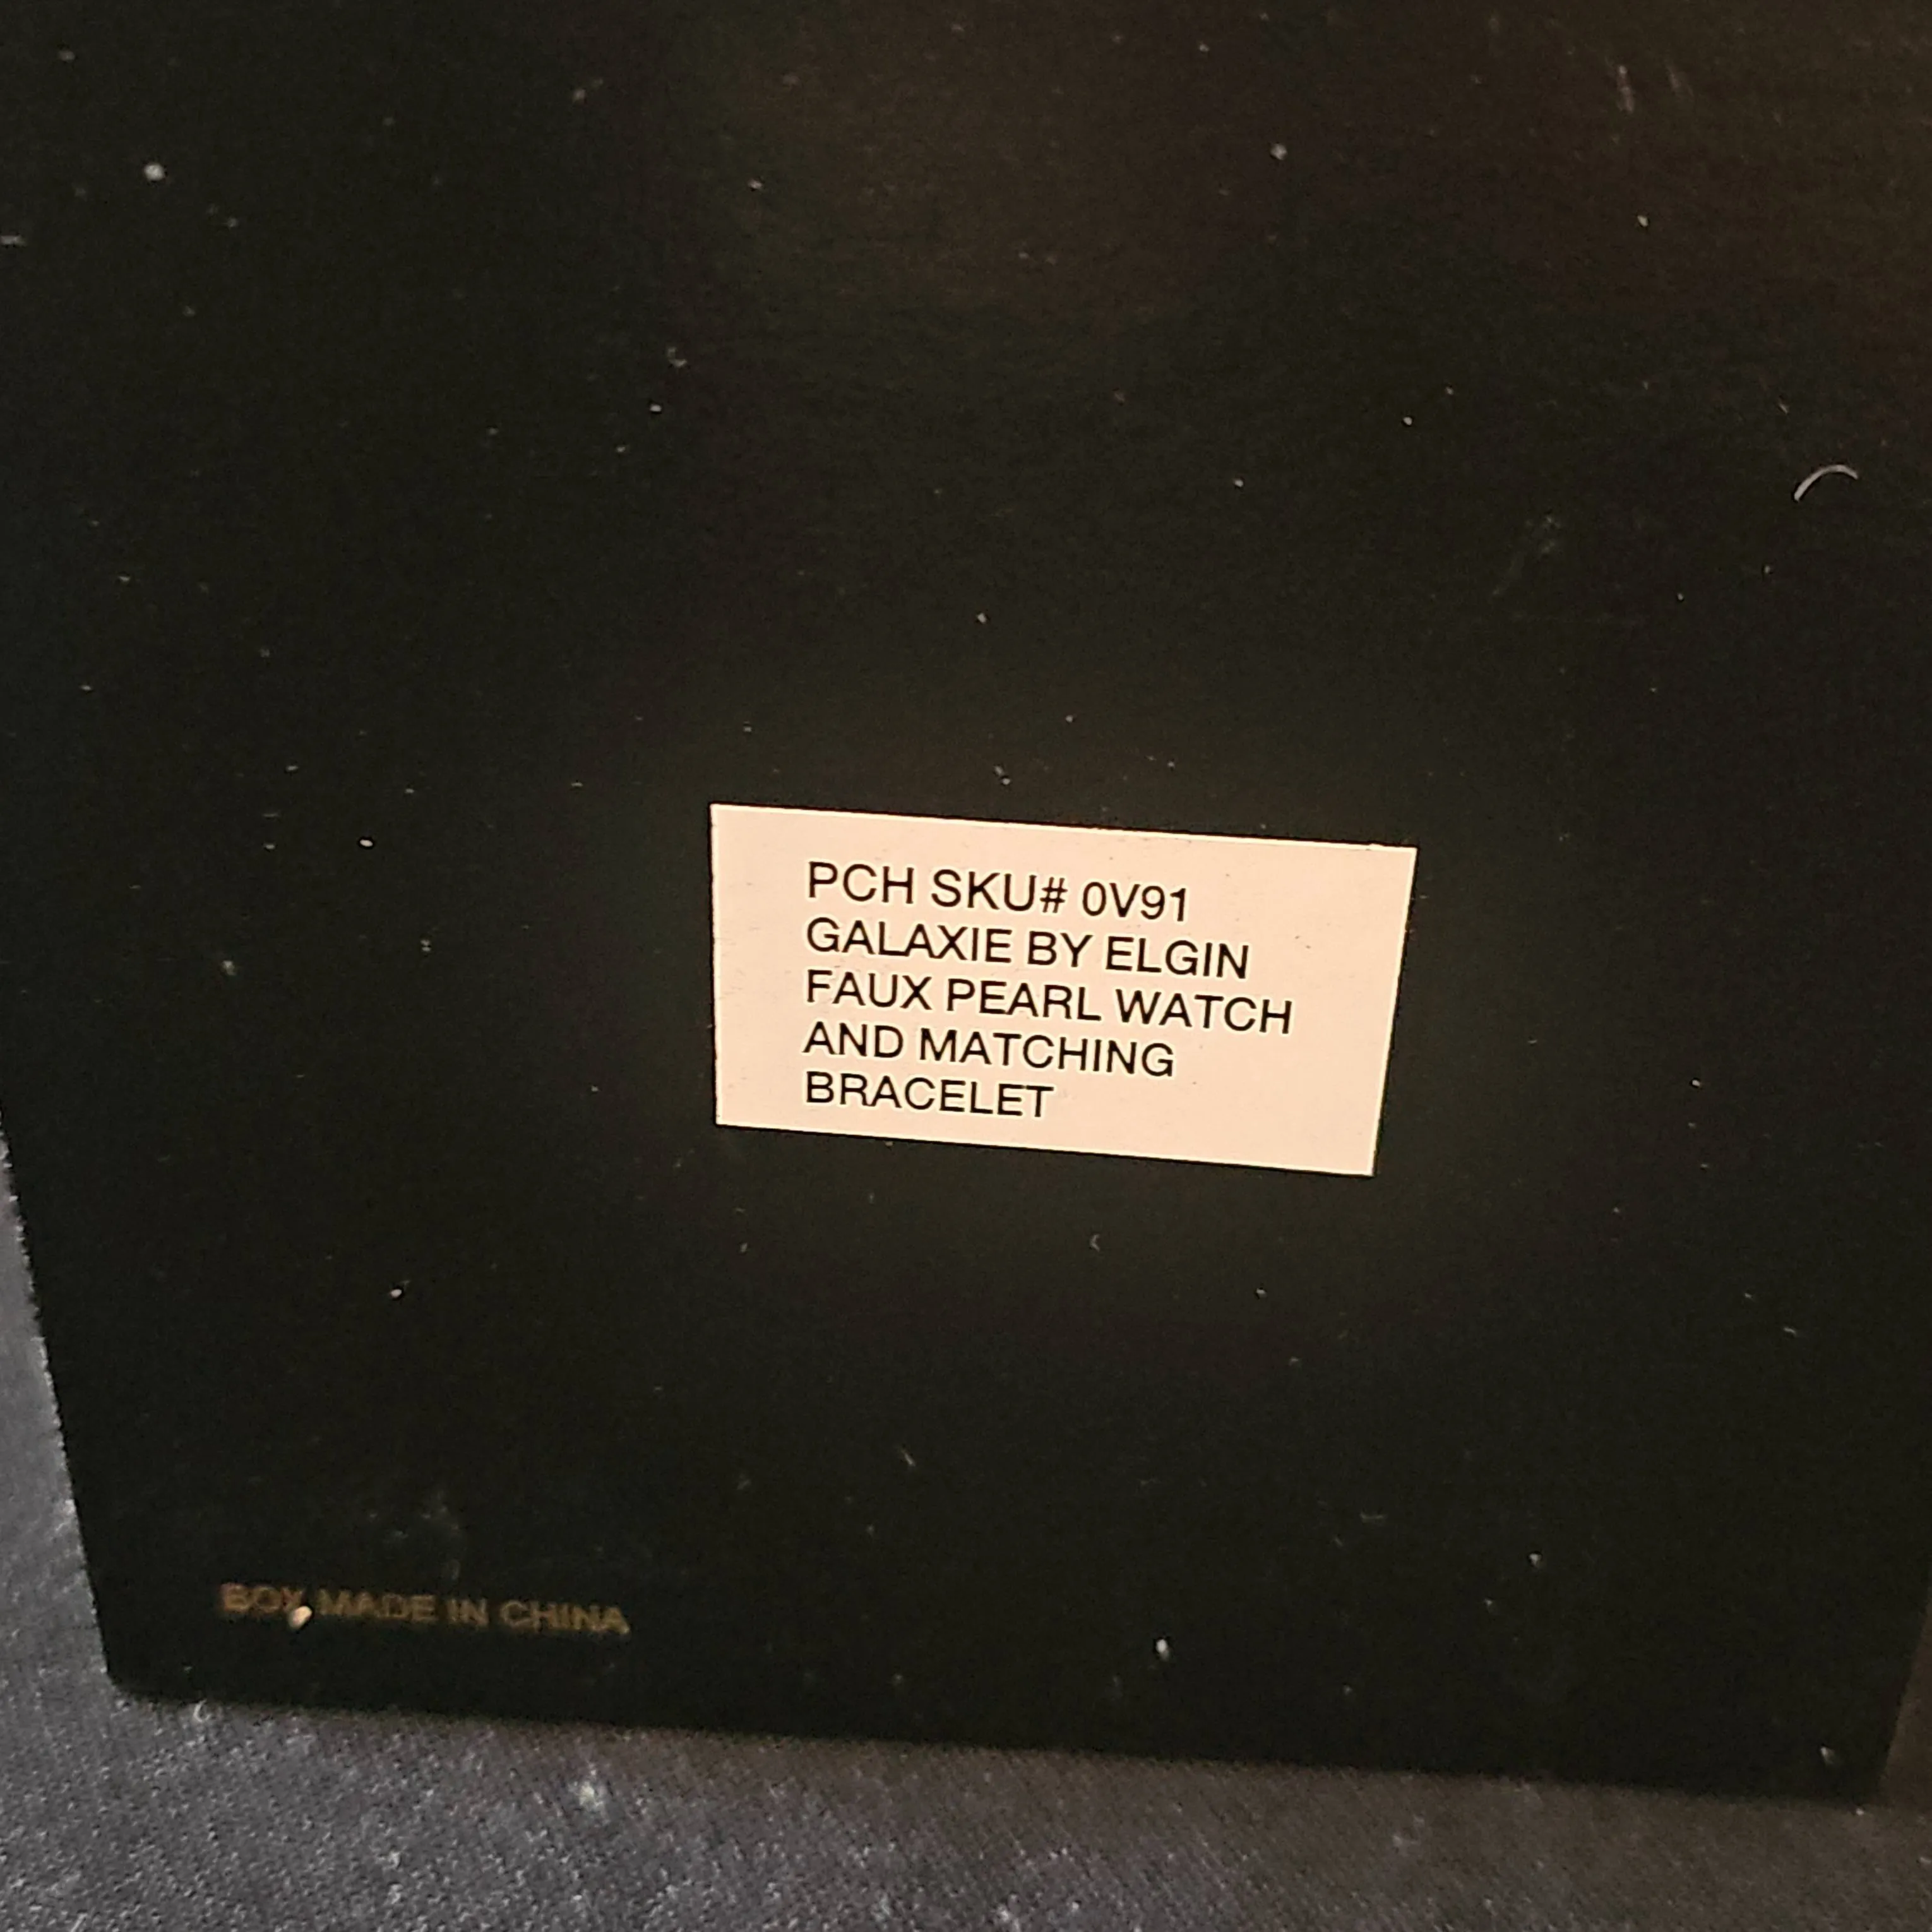 PCH SKU# 0V91
GALAXIE BY ELGIN
FAUX PEARL WATCH
AND MATCHING
BRACELET
BOX MADE IN CHINA